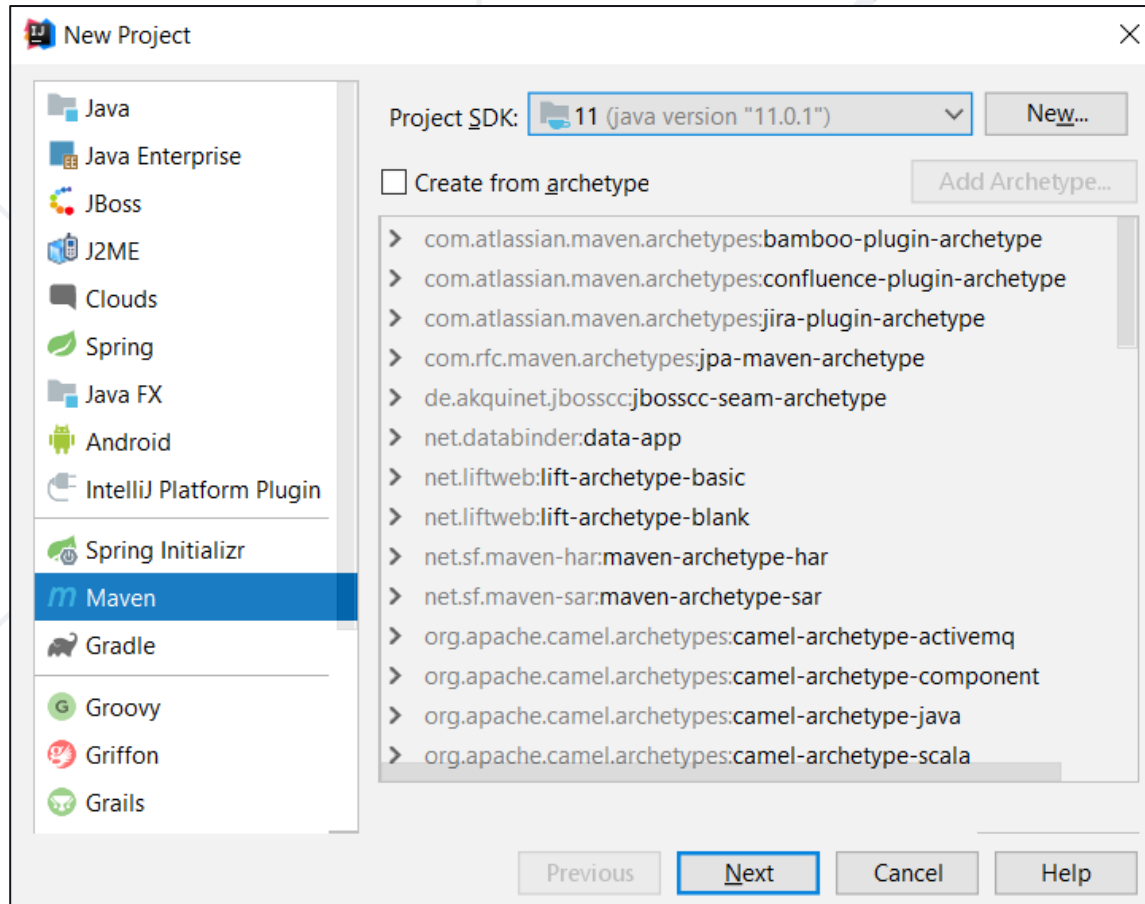 New Project
Java
Java Enterprise
JBoss
J2ME
Clouds
Spring
Java FX
Android
IntelliJ Platform Plugin
Spring Initializr
Maven
Gradle
Groovy
Griffon
Grails
Project SDK: 11 (java version "11.0.1") New...
Create from archetype Add Archetype...
com.atlassian.maven.archetypes:bamboo-plugin-archetype
com.atlassian.maven.archetypes:confluence-plugin-archetype
com.atlassian.maven.archetypes:jira-plugin-archetype
com.rfc.maven.archetypes:jpa-maven-archetype
de.akquinet.jbosscc:jbosscc-seam-archetype
net.databinder:data-app
net.liftweb:lift-archetype-basic
net.liftweb:lift-archetype-blank
net.sf.maven-har:maven-archetype-har
net.sf.maven-sar:maven-archetype-sar
org.apache.camel.archetypes:camel-archetype-activemq
org.apache.camel.archetypes:camel-archetype-component
org.apache.camel.archetypes:camel-archetype-java
org.apache.camel.archetypes:camel-archetype-scala
Previous Next Cancel Help